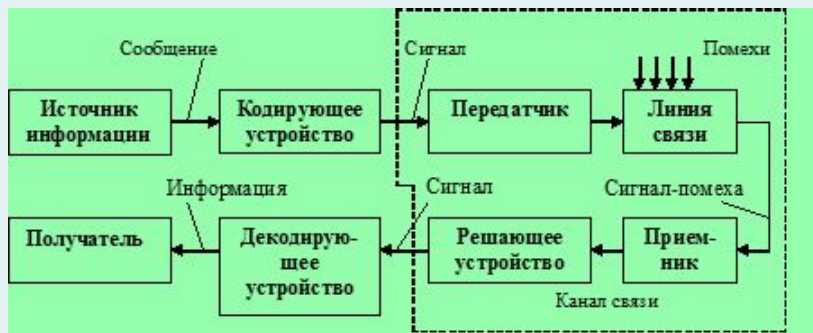 Сообщение
Сигнал
Помехи
Источник
информации
Кодирующее
устройство
Передатчик
Линия
связи
Информация
Сигнал
Сигнал-помеха
Получатель
Декодирую-
щее
устройство
Решающее
устройство
Прием-
ник
Канал связи